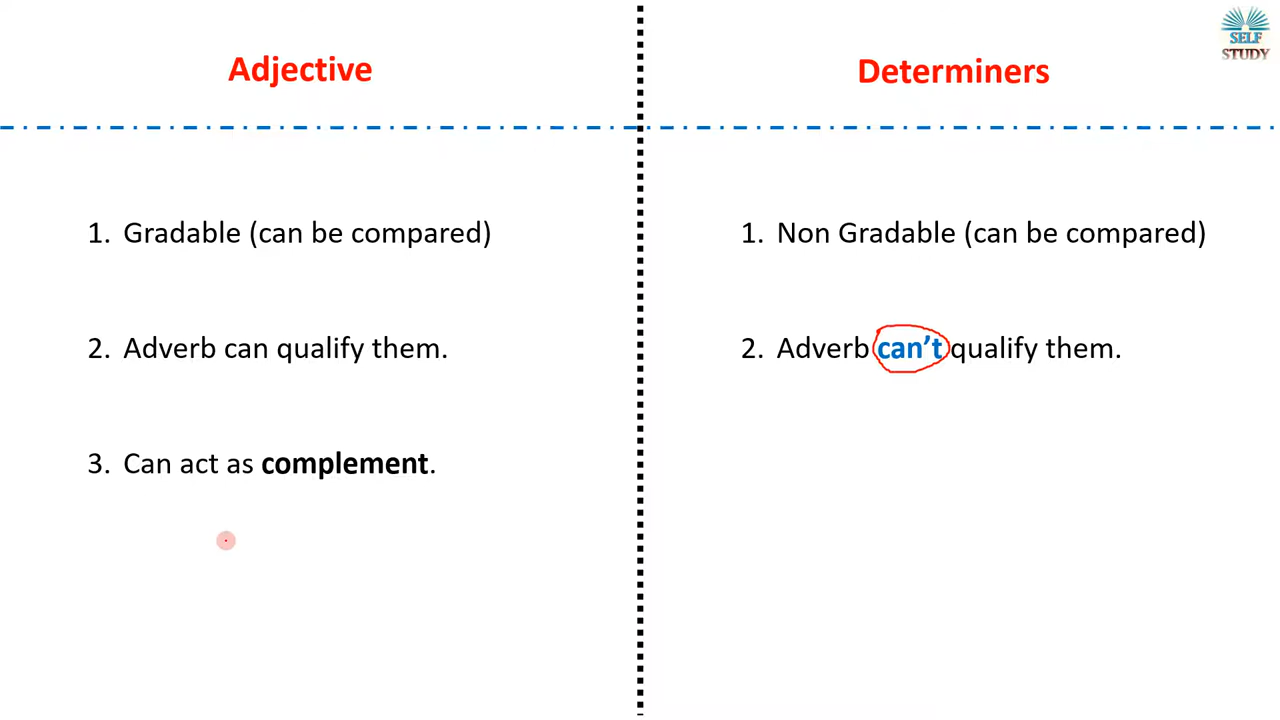 Adjective
Determiners
SELF
STUDY
1. Gradable (can be compared)
2. Adverb can qualify them.
3. Can act as complement.
1. Non Gradable (can be compared)
2. Adverb can’t qualify them.